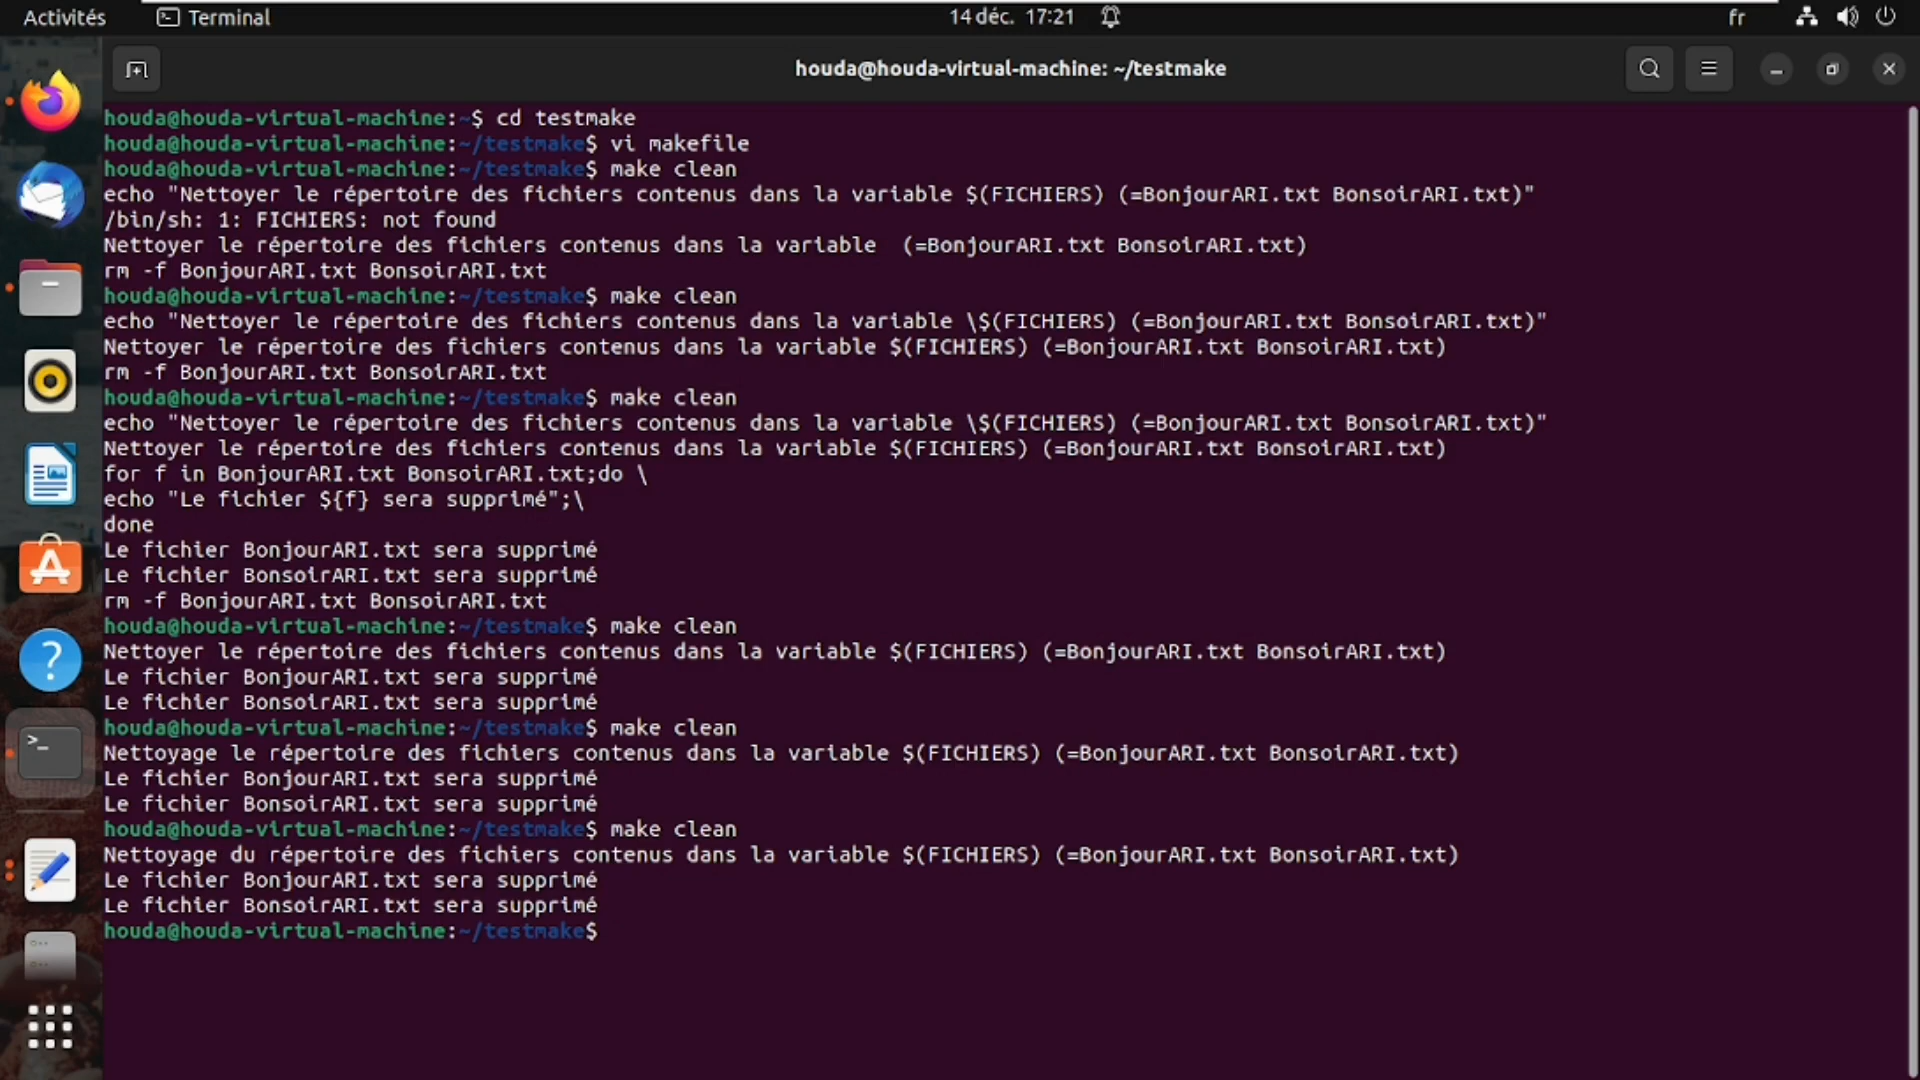 Activités
Terminal
14 déc. 17:21
fr
houda@houda-virtual-machine: ~/testmake
houda@houda-virtual-machine:~$ cd testmake
houda@houda-virtual-machine:~/testmake$ vi makefile
houda@houda-virtual-machine:~/testmake$ make clean
echo "Nettoyer le répertoire des fichiers contenus dans la variable $(FICHIERS) (=BonjourARI.txt BonsoirARI.txt)"
/bin/sh: 1: FICHIERS: not found
Nettoyer le répertoire des fichiers contenus dans la variable  (=BonjourARI.txt BonsoirARI.txt)
rm -f BonjourARI.txt BonsoirARI.txt
houda@houda-virtual-machine:~/testmake$ make clean
echo "Nettoyer le répertoire des fichiers contenus dans la variable \$(FICHIERS) (=BonjourARI.txt BonsoirARI.txt)"
Nettoyer le répertoire des fichiers contenus dans la variable $(FICHIERS) (=BonjourARI.txt BonsoirARI.txt)
rm -f BonjourARI.txt BonsoirARI.txt
houda@houda-virtual-machine:~/testmake$ make clean
echo "Nettoyer le répertoire des fichiers contenus dans la variable \$(FICHIERS) (=BonjourARI.txt BonsoirARI.txt)"
Nettoyer le répertoire des fichiers contenus dans la variable $(FICHIERS) (=BonjourARI.txt BonsoirARI.txt)
for f in BonjourARI.txt BonsoirARI.txt;do \
echo "Le fichier ${f} sera supprimé";\
done
Le fichier BonjourARI.txt sera supprimé
Le fichier BonsoirARI.txt sera supprimé
rm -f BonjourARI.txt BonsoirARI.txt
houda@houda-virtual-machine:~/testmake$ make clean
Nettoyer le répertoire des fichiers contenus dans la variable $(FICHIERS) (=BonjourARI.txt BonsoirARI.txt)
Le fichier BonjourARI.txt sera supprimé
Le fichier BonsoirARI.txt sera supprimé
houda@houda-virtual-machine:~/testmake$ make clean
Nettoyage le répertoire des fichiers contenus dans la variable $(FICHIERS) (=BonjourARI.txt BonsoirARI.txt)
Le fichier BonjourARI.txt sera supprimé
Le fichier BonsoirARI.txt sera supprimé
houda@houda-virtual-machine:~/testmake$ make clean
Nettoyage du répertoire des fichiers contenus dans la variable $(FICHIERS) (=BonjourARI.txt BonsoirARI.txt)
Le fichier BonjourARI.txt sera supprimé
Le fichier BonsoirARI.txt sera supprimé
houda@houda-virtual-machine:~/testmake$